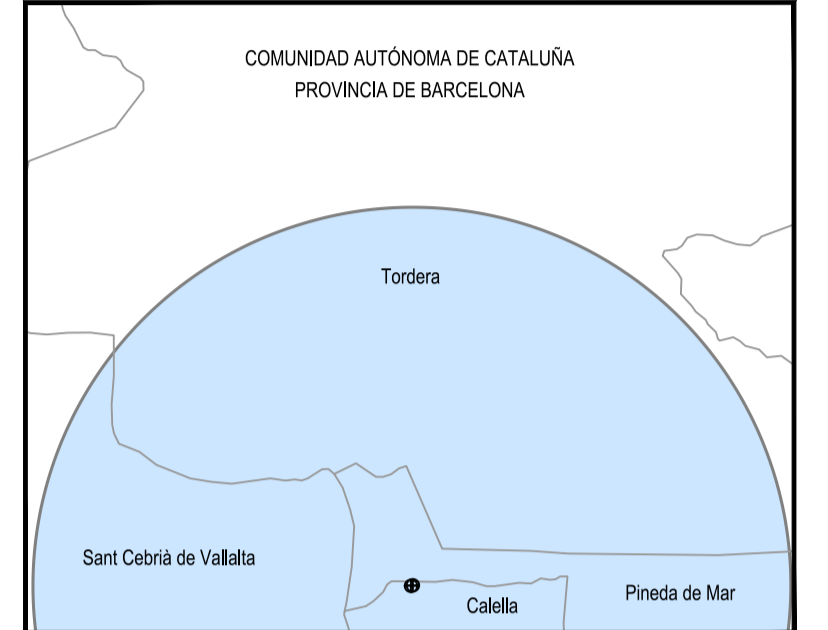 COMUNIDAD AUTÓNOMA DE CATALUÑA
PROVINCIA DE BARCELONA
Tordera
Sant Cebrià de Vallalta
Pineda de Mar
Calella